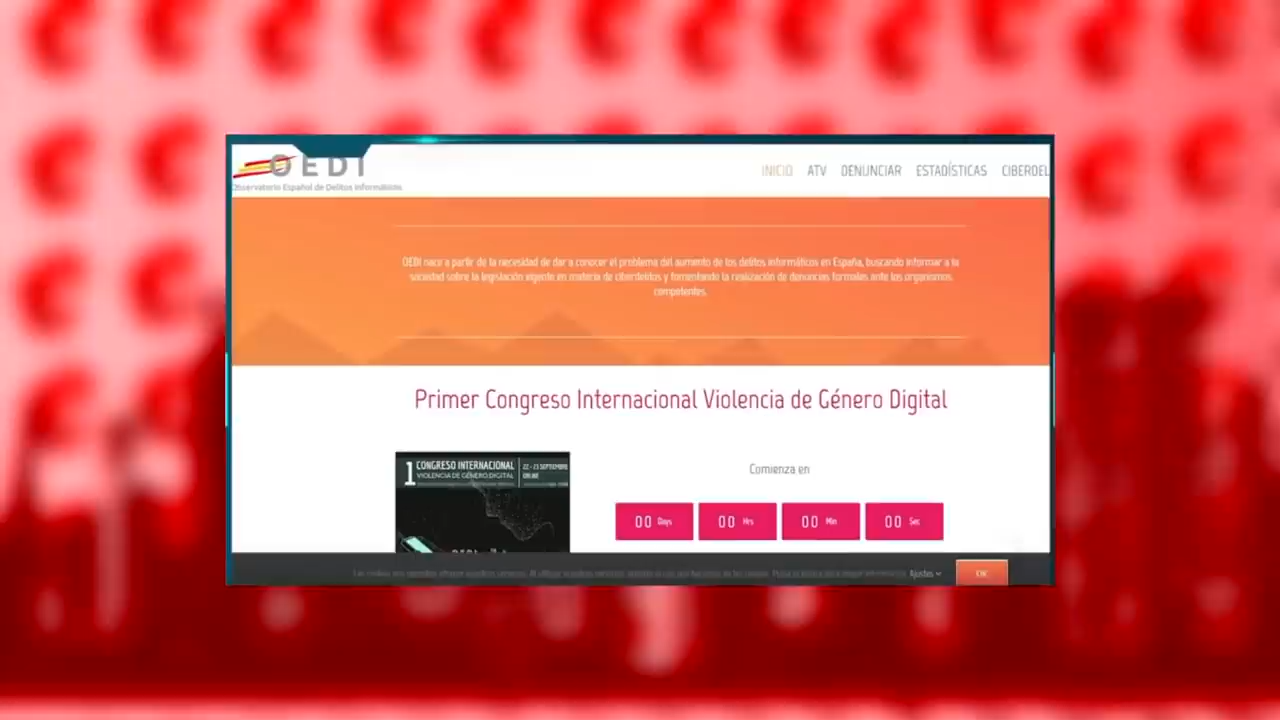 OEDI
Observatorio Español de Delitos Informáticos
INICIO ATV DENUNCIAR ESTADÍSTICAS CIBERDEL
OEDI nace a partir de la necesidad de dar a conocer el problema del aumento de los delitos informáticos en España, buscando informar a la
sociedad sobre la legislación vigente en materia de ciberdelitos y fomentando la realización de denuncias formales ante los organismos
competentes.
Primer Congreso Internacional Violencia de Género Digital
1 CONGRESO INTERNACIONAL
VIOLENCIA DE GÉNERO DIGITAL
22 - 23 SEPTIEMBRE
ONLINE
Comienza en
00 Days 00 Hrs 00 Min 00 Sec
Ajustes OK